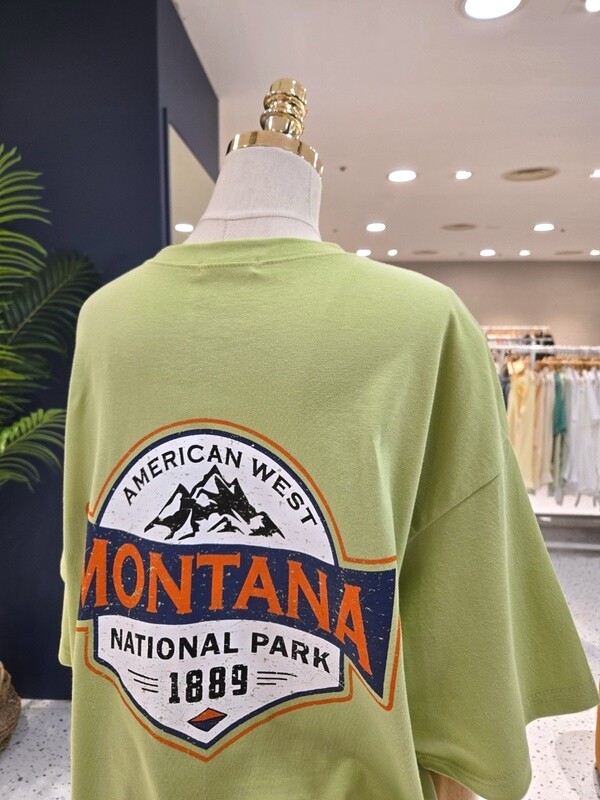 AMERICAN WEST
MONTANA
NATIONAL PARK
1889